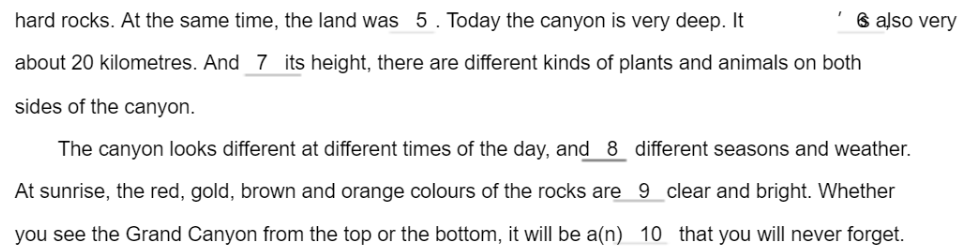 hard rocks. At the same time, the land was 5 . Today the canyon is very deep. It ' 6 s also very
about 20 kilometres. And 7 its height, there are different kinds of plants and animals on both
sides of the canyon.
The canyon looks different at different times of the day, and 8 different seasons and weather.
At sunrise, the red, gold, brown and orange colours of the rocks are 9 clear and bright. Whether
you see the Grand Canyon from the top or the bottom, it will be a(n) 10 that you will never forget.